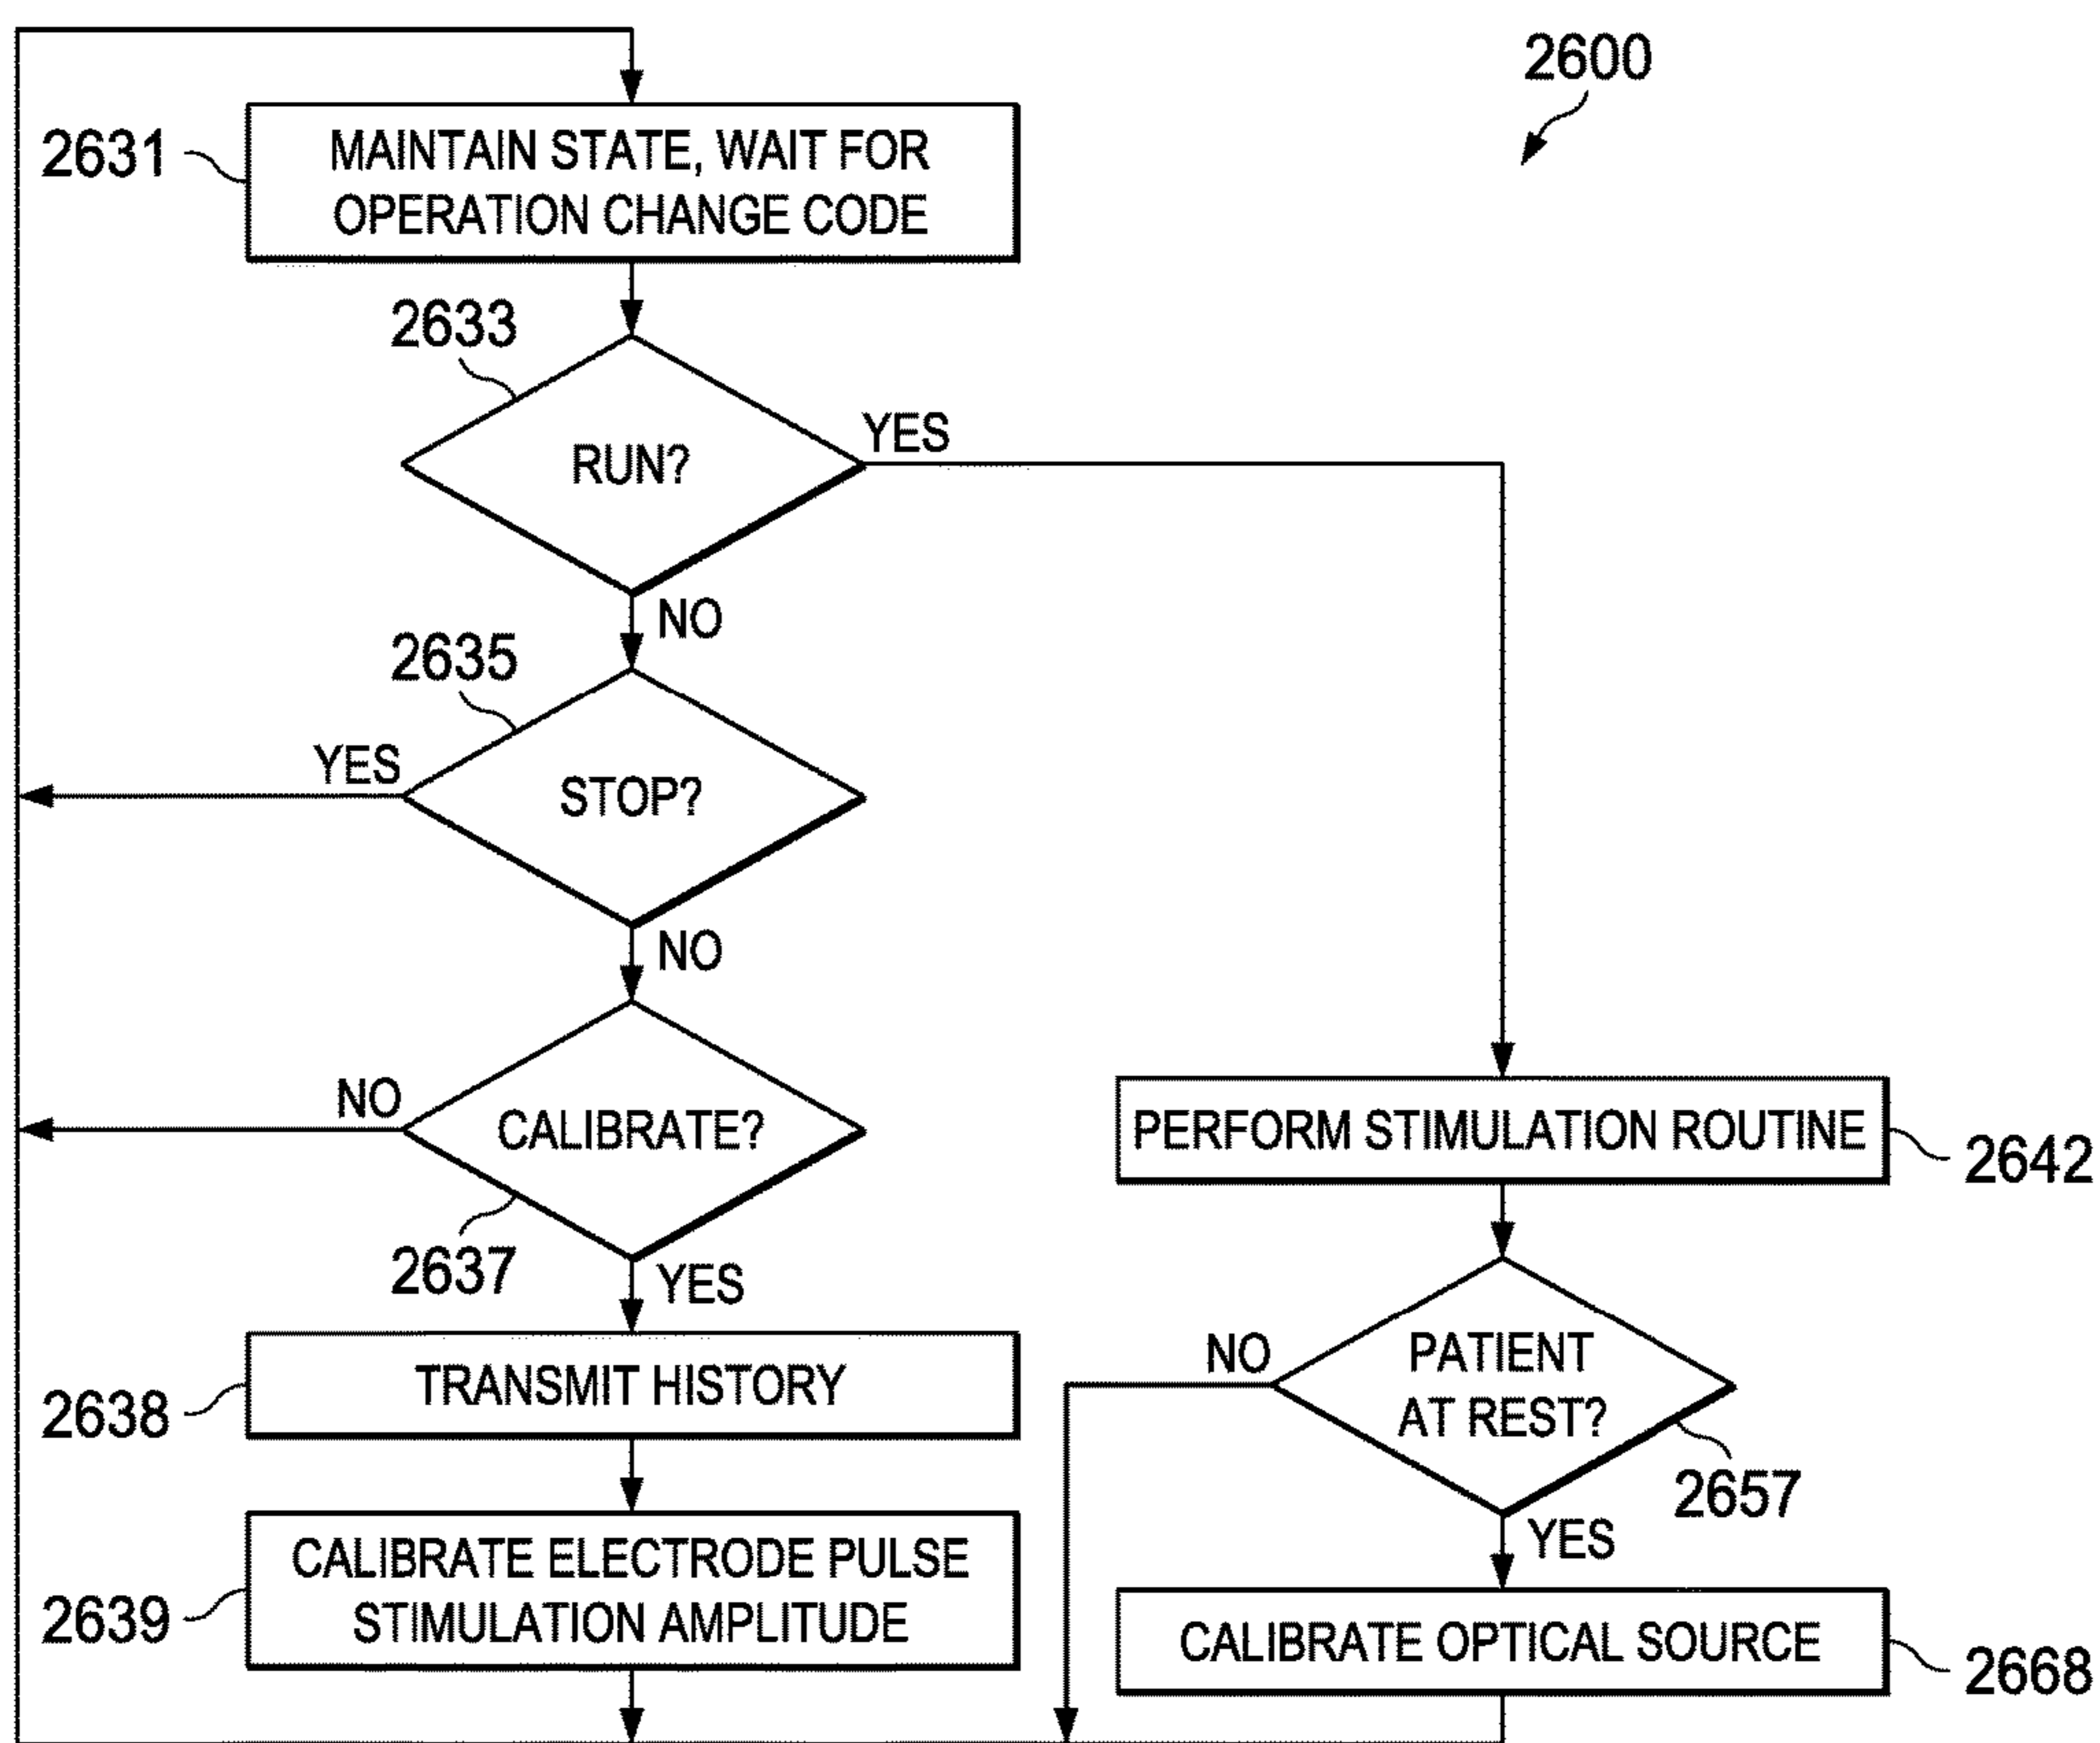 2600
2631
MAINTAIN STATE, WAIT FOR
OPERATION CHANGE CODE
2633
RUN?
YES
NO
2635
STOP?
YES
NO
CALIBRATE?
NO
2637
YES
2638
TRANSMIT HISTORY
2639
CALIBRATE ELECTRODE PULSE
STIMULATION AMPLITUDE
PERFORM STIMULATION ROUTINE
2642
PATIENT
AT REST?
NO
2657
YES
CALIBRATE OPTICAL SOURCE
2668